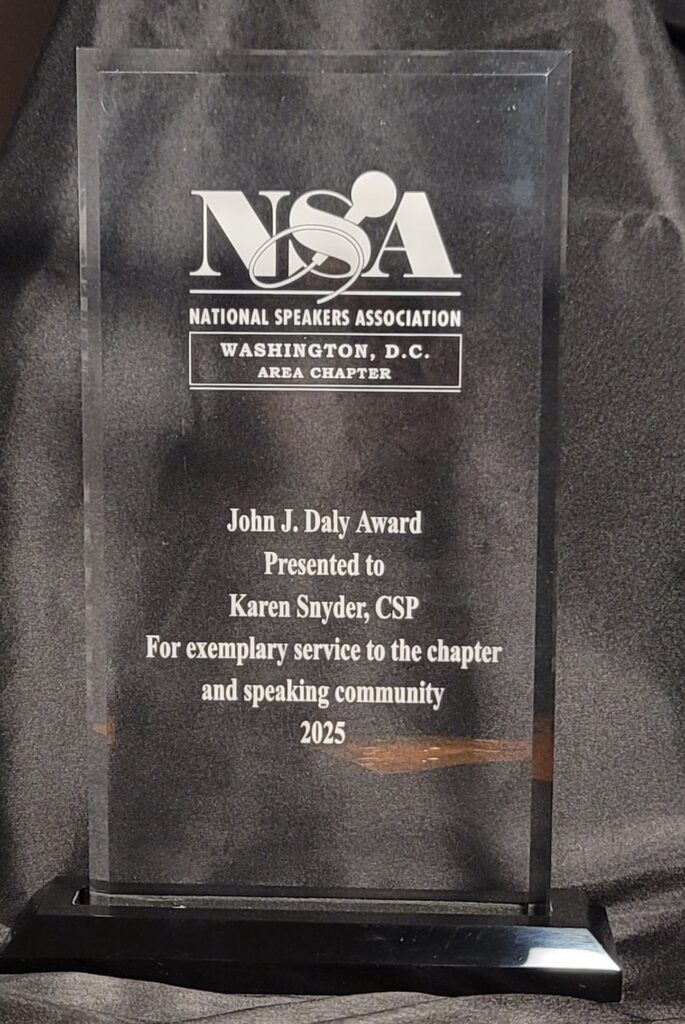 NSA
NATIONAL SPEAKERS ASSOCIATION
WASHINGTON, D.C.
AREA CHAPTER
John J. Daly Award
Presented to
Karen Snyder, CSP
For exemplary service to the chapter
and speaking community
2025